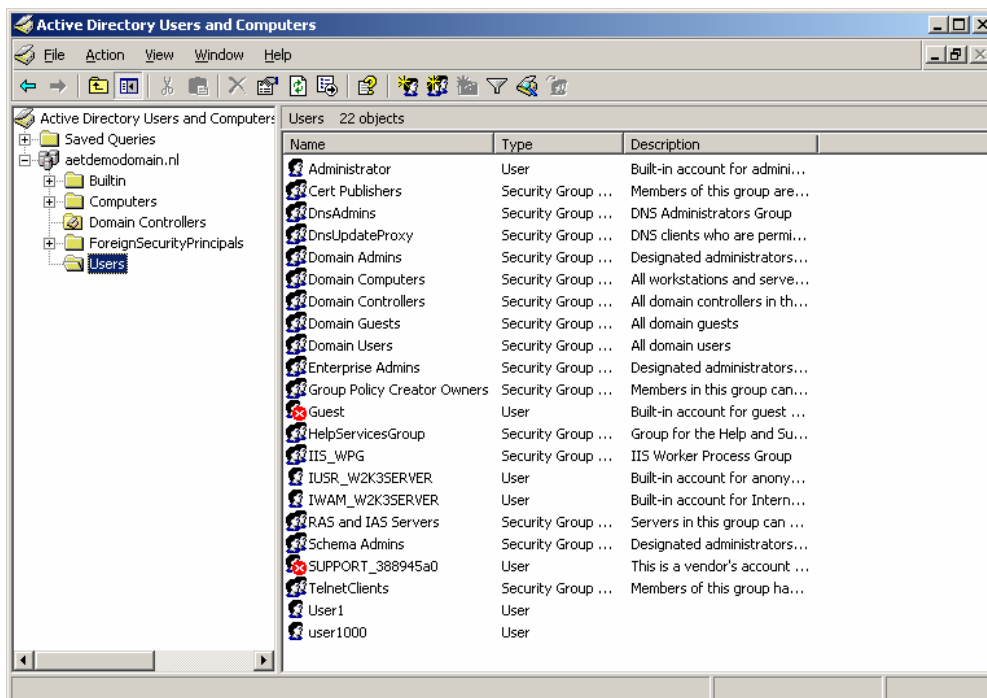 Active Directory Users and Computers
File Action View Window Help
Active Directory Users and Computers
Saved Queries
aetdemodomain.nl
Builtin
Computers
Domain Controllers
ForeignSecurityPrincipals
Users
Users 22 objects
Name Type Description
Administrator User Built-in account for admini...
Cert Publishers Security Group ... Members of this group are...
DnsAdmins Security Group ... DNS Administrators Group
DnsUpdateProxy Security Group ... DNS clients who are permi...
Domain Admins Security Group ... Designated administrators...
Domain Computers Security Group ... All workstations and serve...
Domain Controllers Security Group ... All domain controllers in th...
Domain Guests Security Group ... All domain guests
Domain Users Security Group ... All domain users
Enterprise Admins Security Group ... Designated administrators...
Group Policy Creator Owners Security Group ... Members in this group can...
Guest User Built-in account for guest ...
HelpServicesGroup Security Group ... Group for the Help and Su...
IIS_WPG Security Group ... IIS Worker Process Group
IUSR_W2K3SERVER User Built-in account for anony...
IWAM_W2K3SERVER User Built-in account for Intern...
RAS and IAS Servers Security Group ... Servers in this group can ...
Schema Admins Security Group ... Designated administrators...
SUPPORT_388945a0 User This is a vendor's account ...
TelnetClients Security Group ... Members of this group ha...
User1 User
user1000 User